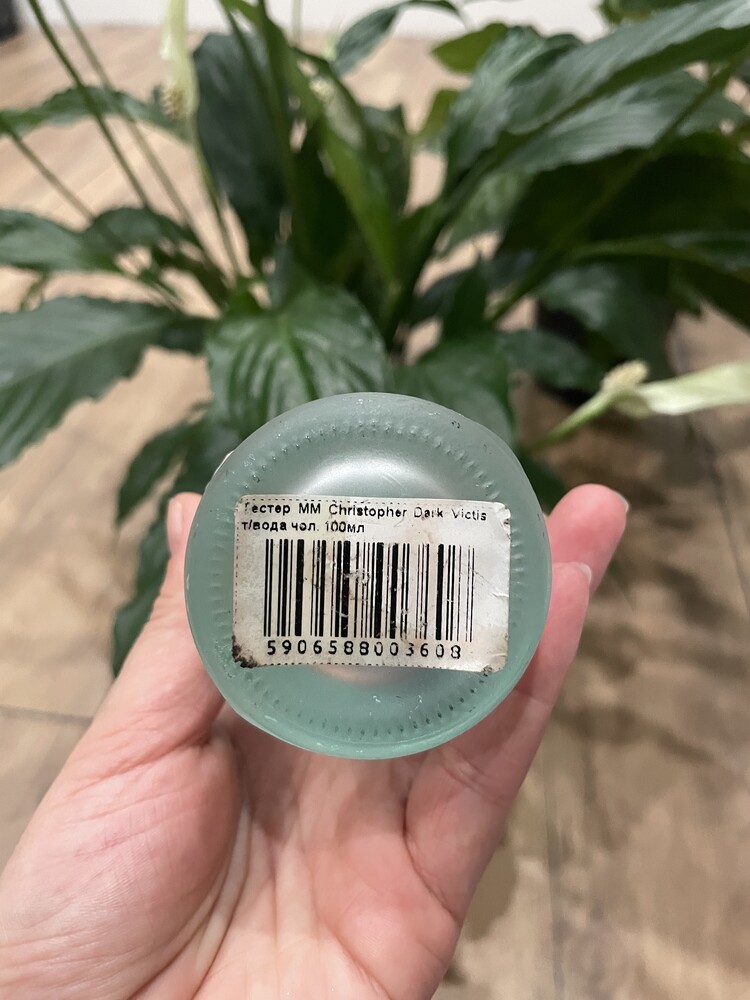 Тестер MM Christopher Dark Victis
т/вода чол. 100мл
5906588003608